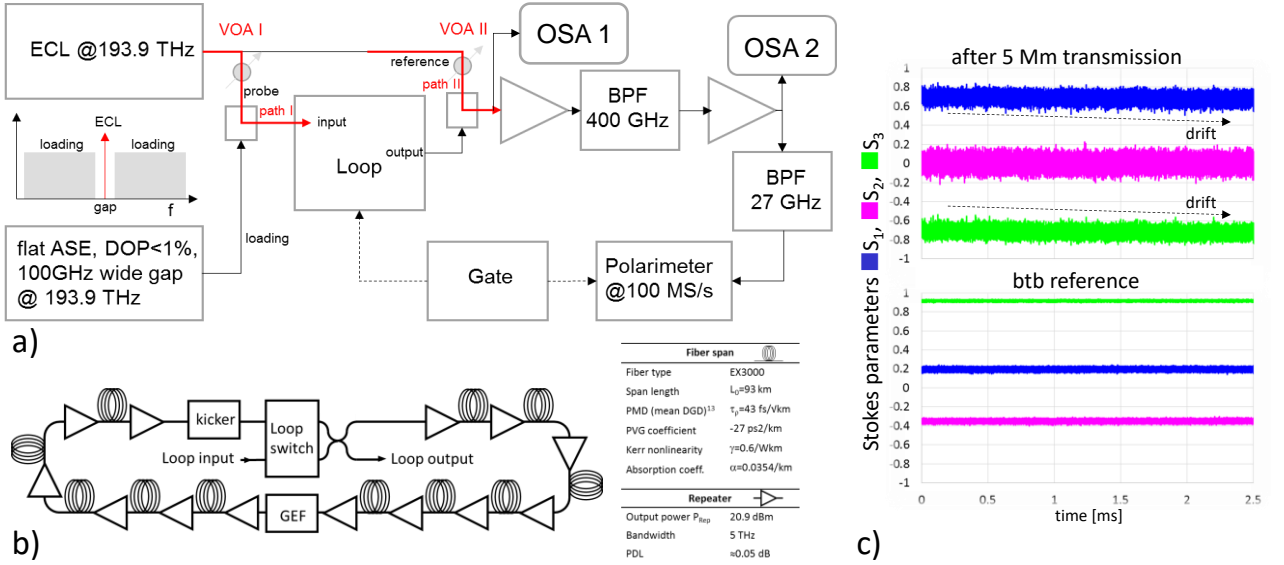 ECL @193.9 THz
VOA I
probe
path I
VOA II
reference
path II
OSA 1
BPF
400 GHz
OSA 2
BPF
27 GHz
input
Loop
output
ECL
loading
loading
gap
f
flat ASE, DOP<1%,
100GHz wide gap
@ 193.9 THz
loading
Gate
Polarimeter
@100 MS/s
a)
kicker
Loop
switch
Loop input
Loop output
GEF
b)
Fiber span
Fiber type EX3000
Span length L₀=93 km
PMD (mean DGD)¹³ τₚ=43 fs/√km
PVG coefficient -27 ps2/km
Kerr nonlinearity γ=0.6/Wkm
Absorption coeff. α=0.0354/km
Repeater
Output power P_Rep 20.9 dBm
Bandwidth 5 THz
PDL ≈0.05 dB
Stokes parameters S₁, S₂, S₃
after 5 Mm transmission
1
0.8
0.6
0.4
0.2
0
-0.2
-0.4
-0.6
-0.8
-1
drift
drift
btb reference
1
0.8
0.6
0.4
0.2
0
-0.2
-0.4
-0.6
-0.8
-1
0 0.5 1 1.5 2 2.5
time [ms]
c)